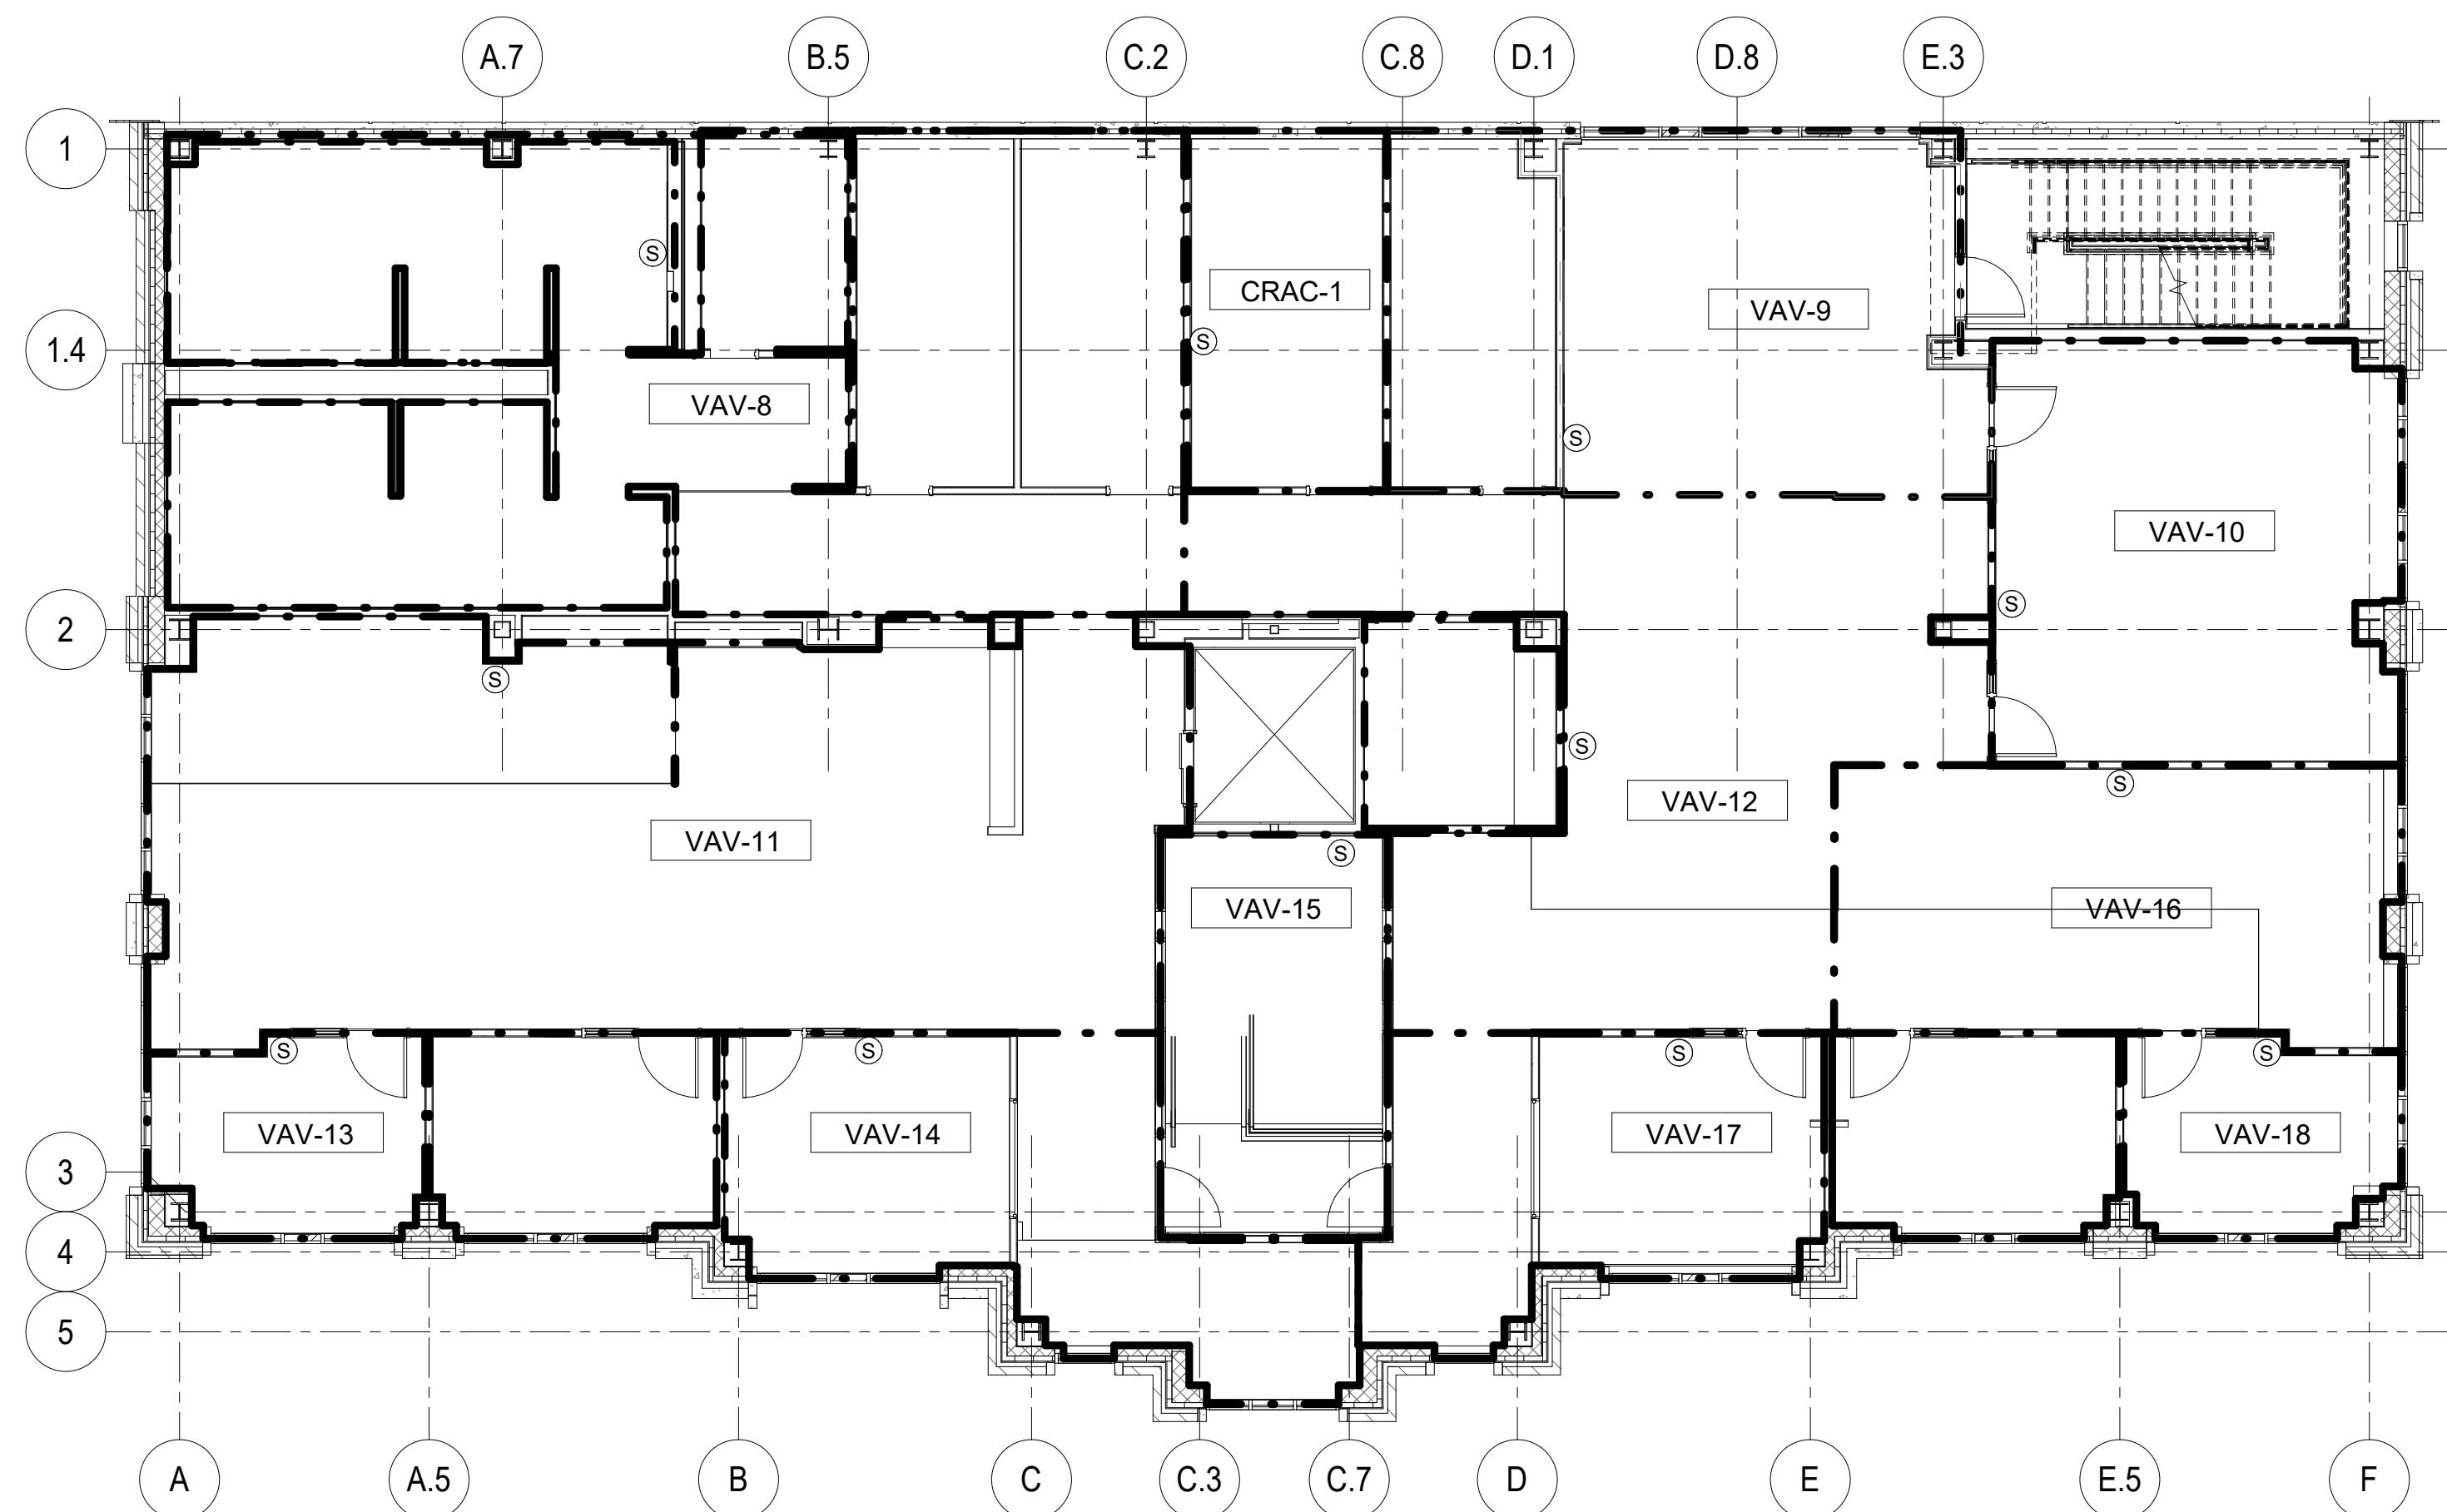 A.7 B.5 C.2 C.8 D.1 D.8 E.3
1
S
CRAC-1
VAV-9
S
1.4
VAV-8
S
VAV-10
S
2
S
S
S
VAV-12
VAV-11
S
VAV-15
VAV-16
S
S
S
S
VAV-13
VAV-14
VAV-17
VAV-18
3
4
5
A A.5 B C C.3 C.7 D E E.5 F